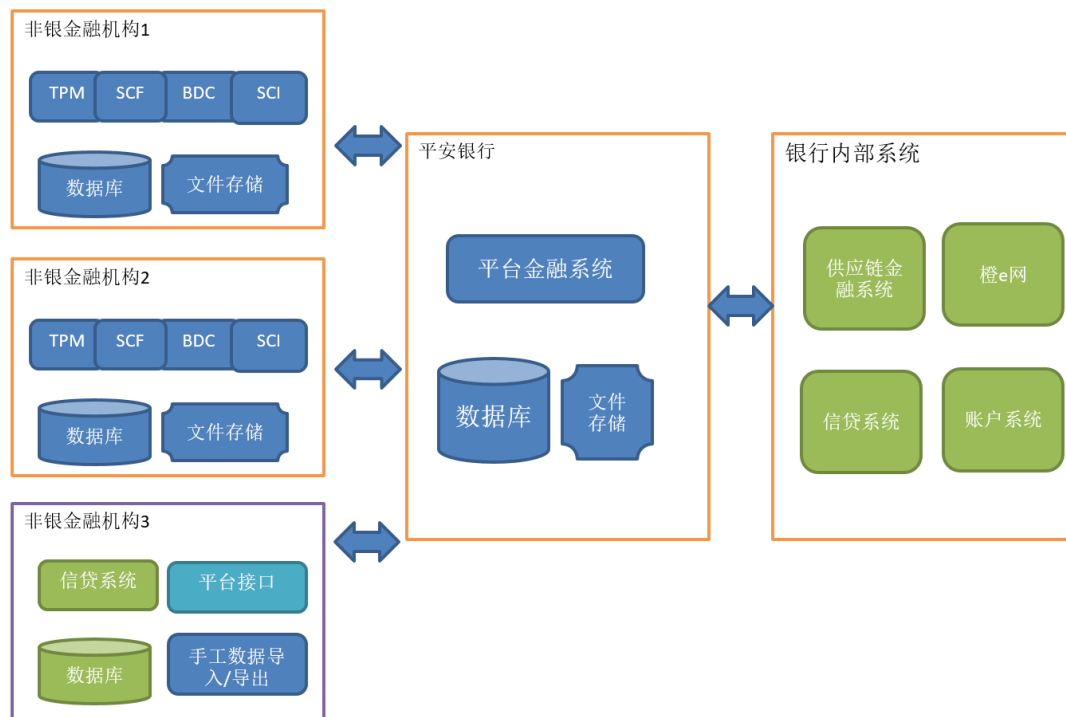 非银金融机构1
TPM
SCF
BDC
SCI
数据库
文件存储
非银金融机构2
TPM
SCF
BDC
SCI
数据库
文件存储
非银金融机构3
信贷系统
平台接口
数据库
手工数据导
入/导出
平安银行
平台金融系统
数据库
文件
存储
银行内部系统
供应链金
融系统
橙e网
信贷系统
账户系统